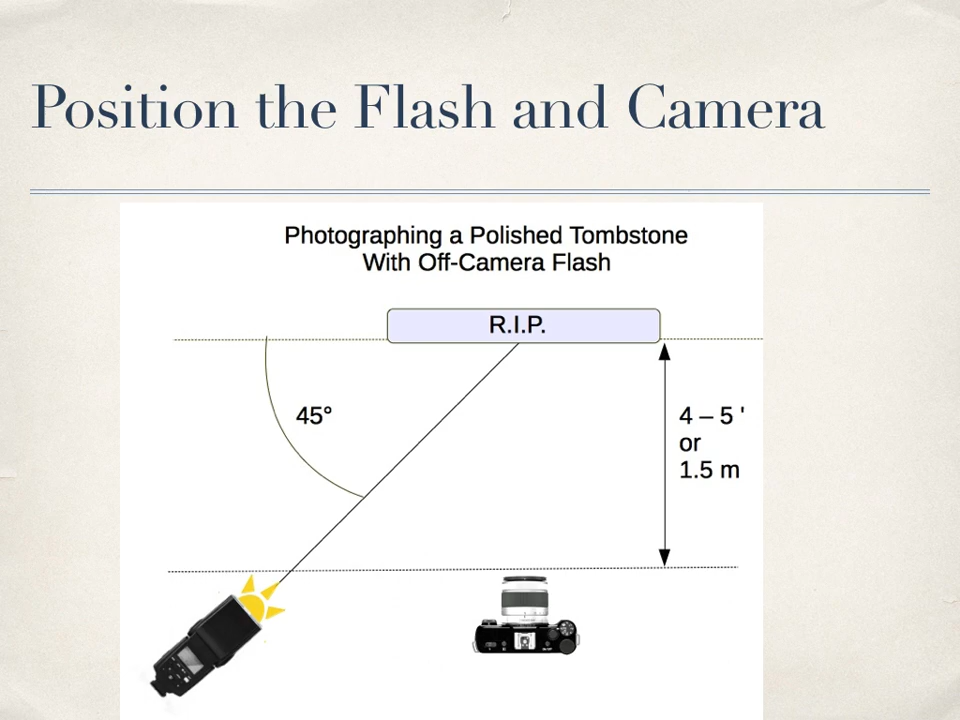 Position the Flash and Camera
Photographing a Polished Tombstone
With Off-Camera Flash
R.I.P.
45°
4 – 5 '
or
1.5 m